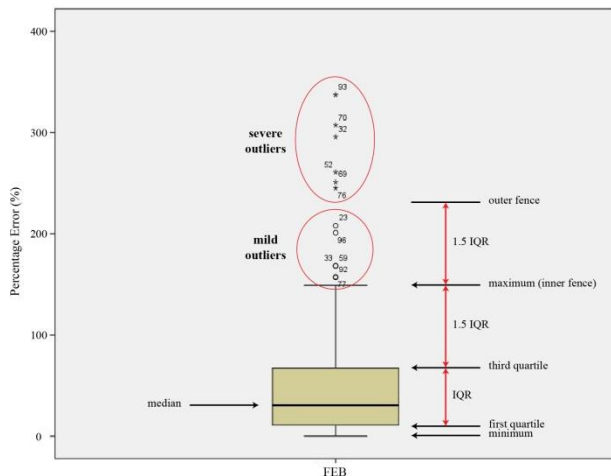 400
93
70
32
severe
outliers
300
52
69
76
outer fence
23
mild
outliers
96
200
1.5 IQR
33 59
92
77
maximum (inner fence)
1.5 IQR
100
third quartile
IQR
median
first quartile
minimum
0
Percentage Error (%)
FEB